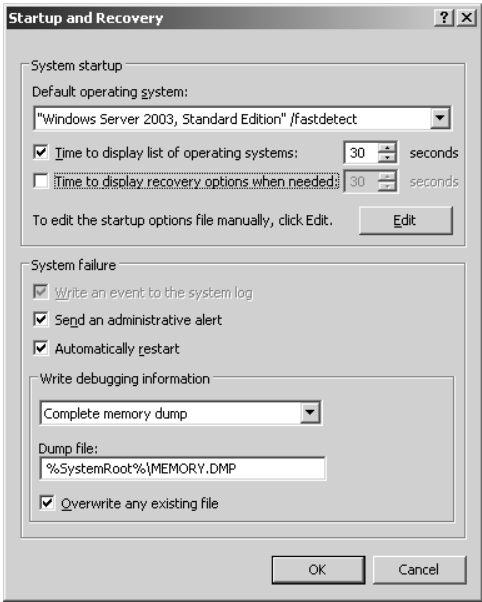 Startup and Recovery
System startup
Default operating system:
"Windows Server 2003, Standard Edition" /fastdetect
Time to display list of operating systems: 30 seconds
Time to display recovery options when needed: 30 seconds
To edit the startup options file manually, click Edit. Edit
System failure
Write an event to the system log
Send an administrative alert
Automatically restart
Write debugging information
Complete memory dump
Dump file:
%SystemRoot%\MEMORY.DMP
Overwrite any existing file
OK Cancel